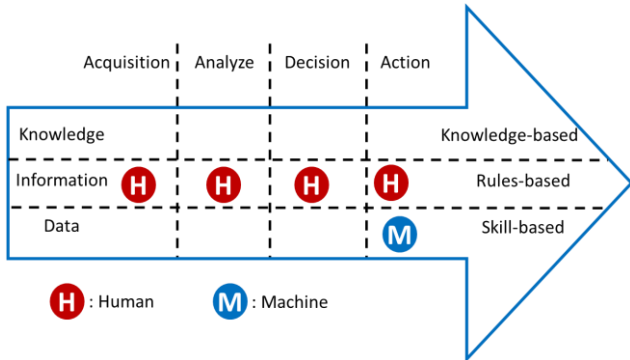 Acquisition Analyze Decision Action
Knowledge Knowledge-based
Information H H H H Rules-based
Data M Skill-based
H : Human M : Machine